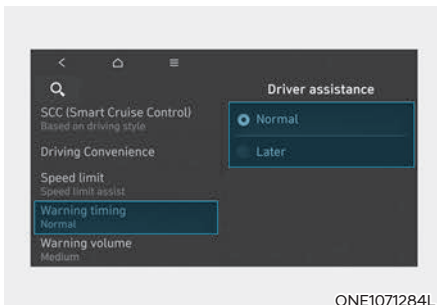 Driver assistance
SCC (Smart Cruise Control)
Based on driving style
Driving Convenience
Speed limit
Speed limit assist
Warning timing
Normal
Warning volume
Medium
Normal
Later
ONE1071284L